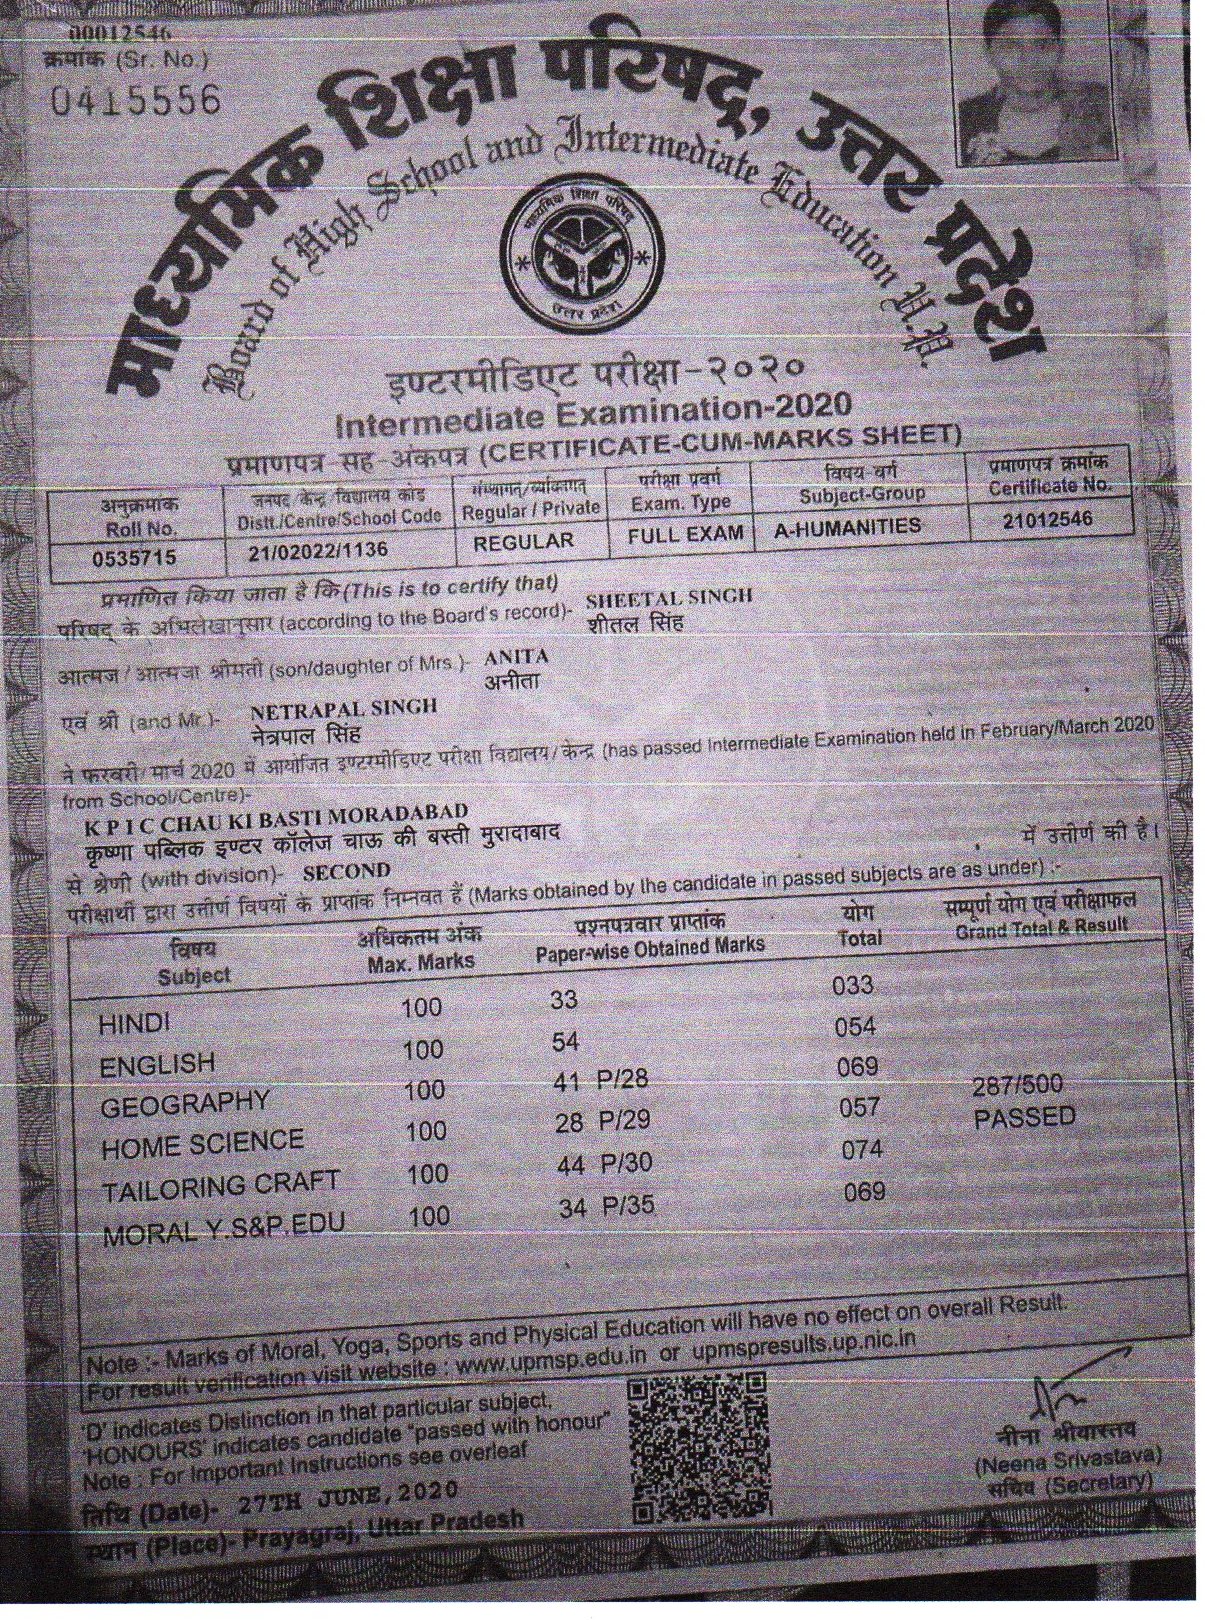 00012546
क्रमांक (Sr. No.)
0415556
माध्यमिक शिक्षा परिषद्, उत्तर प्रदेश
Board of High School and Intermediate Education U.P.
माध्यमिक शिक्षा परिषद्
उत्तर प्रदेश
इण्टरमीडिएट परीक्षा-२०२०
Intermediate Examination-2020
प्रमाणपत्र-सह-अंकपत्र (CERTIFICATE-CUM-MARKS SHEET)
अनुक्रमांक जनपद/केन्द्र/विद्यालय कोड संस्थागत/व्यक्तिगत परीक्षा प्रवर्ग विषय वर्ग प्रमाणपत्र क्रमांक
Roll No. Distt./Centre/School Code Regular / Private Exam. Type Subject-Group Certificate No.
0535715 21/02022/1136 REGULAR FULL EXAM A-HUMANITIES 21012546
प्रमाणित किया जाता है कि (This is to certify that)
परिषद् के अभिलेखानुसार (according to the Board's record)- SHEETAL SINGH
शीतल सिंह
आत्मज / आत्मजा श्रीमती (son/daughter of Mrs.)- ANITA
अनीता
एवं श्री (and Mr.)- NETRAPAL SINGH
नेत्रपाल सिंह
ने फरवरी/मार्च 2020 में आयोजित इण्टरमीडिएट परीक्षा विद्यालय/केन्द्र (has passed Intermediate Examination held in February/March 2020
from School/Centre)-
K P I C CHAU KI BASTI MORADABAD
कृष्णा पब्लिक इण्टर कॉलेज चाऊ की बस्ती मुरादाबाद में उत्तीर्ण की है।
से श्रेणी (with division)- SECOND
परीक्षार्थी द्वारा उत्तीर्ण विषयों के प्राप्तांक निम्नवत हैं (Marks obtained by the candidate in passed subjects are as under) :-
विषय अधिकतम अंक प्रश्नपत्रवार प्राप्तांक योग सम्पूर्ण योग एवं परीक्षाफल
Subject Max. Marks Paper-wise Obtained Marks Total Grand Total & Result
HINDI 100 33 033
ENGLISH 100 54 054
GEOGRAPHY 100 41 P/28 069 287/500
HOME SCIENCE 100 28 P/29 057 PASSED
TAILORING CRAFT 100 44 P/30 074
MORAL Y.S&P.EDU 100 34 P/35 069
Note :- Marks of Moral, Yoga, Sports and Physical Education will have no effect on overall Result.
For result verification visit website : www.upmsp.edu.in or upmspresults.up.nic.in
'D' indicates Distinction in that particular subject.
'HONOURS' indicates candidate "passed with honour"
Note : For Important Instructions see overleaf
तिथि (Date)- 27TH JUNE, 2020
स्थान (Place)- Prayagraj, Uttar Pradesh
नीना श्रीवास्तव
(Neena Srivastava)
सचिव (Secretary)